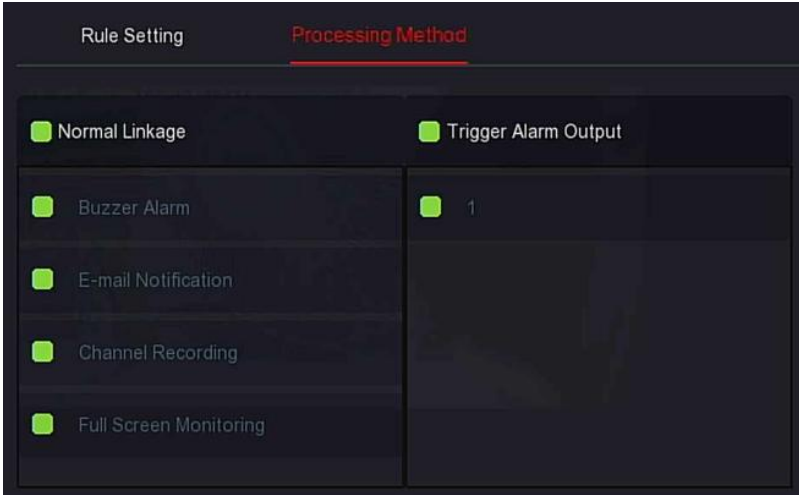 Rule Setting
Processing Method
Normal Linkage
Trigger Alarm Output
Buzzer Alarm
1
E-mail Notification
Channel Recording
Full Screen Monitoring